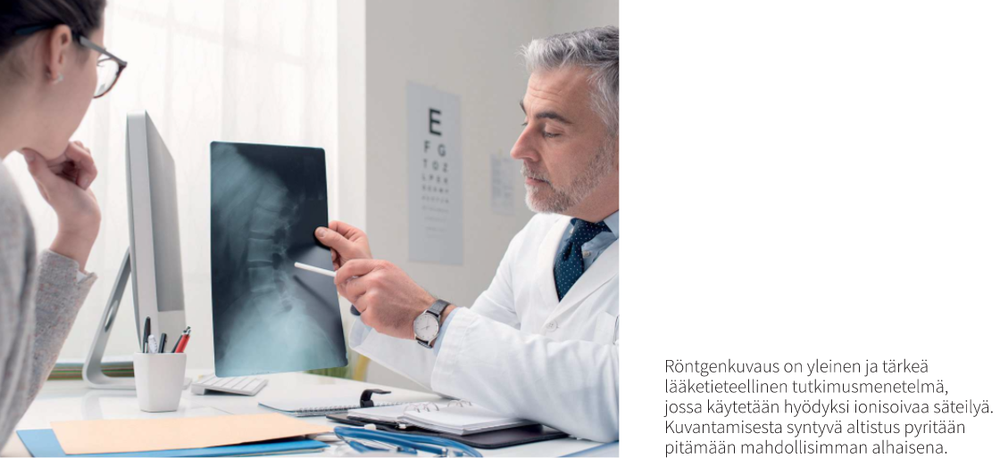 E
F G
T O Z
L P E D
Röntgenkuvaus on yleinen ja tärkeä
lääketieteellinen tutkimusmenetelmä,
jossa käytetään hyödyksi ionisoivaa säteilyä.
Kuvantamisesta syntyvä altistus pyritään
pitämään mahdollisimman alhaisena.